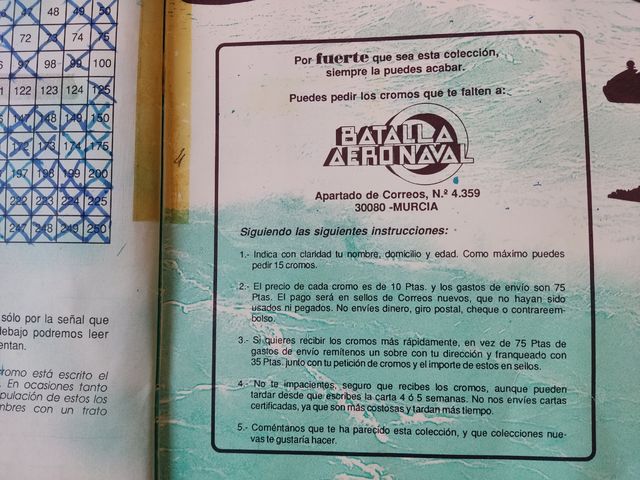 48 49 50
72 73 74 75
97 98 99 100
122 123 124 125
147 148 149 150
172 173 174 175
197 198 199 200
222 223 224 225
247 248 249 250
sólo por la señal que
debajo podremos leer
entan.
cromo está escrito el
. En ocasiones tanto
pulación de estos los
mbres con un trato
4
Por fuerte que sea esta colección,
siempre la puedes acabar.
Puedes pedir los cromos que te falten a:
BATALLA
AERONAVAL
Apartado de Correos, N.º 4.359
30080 -MURCIA
Siguiendo las siguientes instrucciones:
1.- Indica con claridad tu nombre, domicilio y edad. Como máximo puedes
pedir 15 cromos.
2.- El precio de cada cromo es de 10 Ptas. y los gastos de envío son 75
Ptas. El pago será en sellos de Correos nuevos, que no hayan sido
usados ni pegados. No envíes dinero, giro postal, cheque o contrareem-
bolso.
3.- Si quieres recibir los cromos más rápidamente, en vez de 75 Ptas de
gastos de envío remítenos un sobre con tu dirección y franqueado con
35 Ptas. junto con tu petición de cromos y el importe de estos en sellos.
4.- No te impacientes, seguro que recibes los cromos, aunque pueden
tardar desde que escribes la carta 4 ó 5 semanas. No nos envíes cartas
certificadas, ya que son más costosas y tardan más tiempo.
5.- Coméntanos que te ha parecido esta colección, y que colecciones nue-
vas te gustaría hacer.